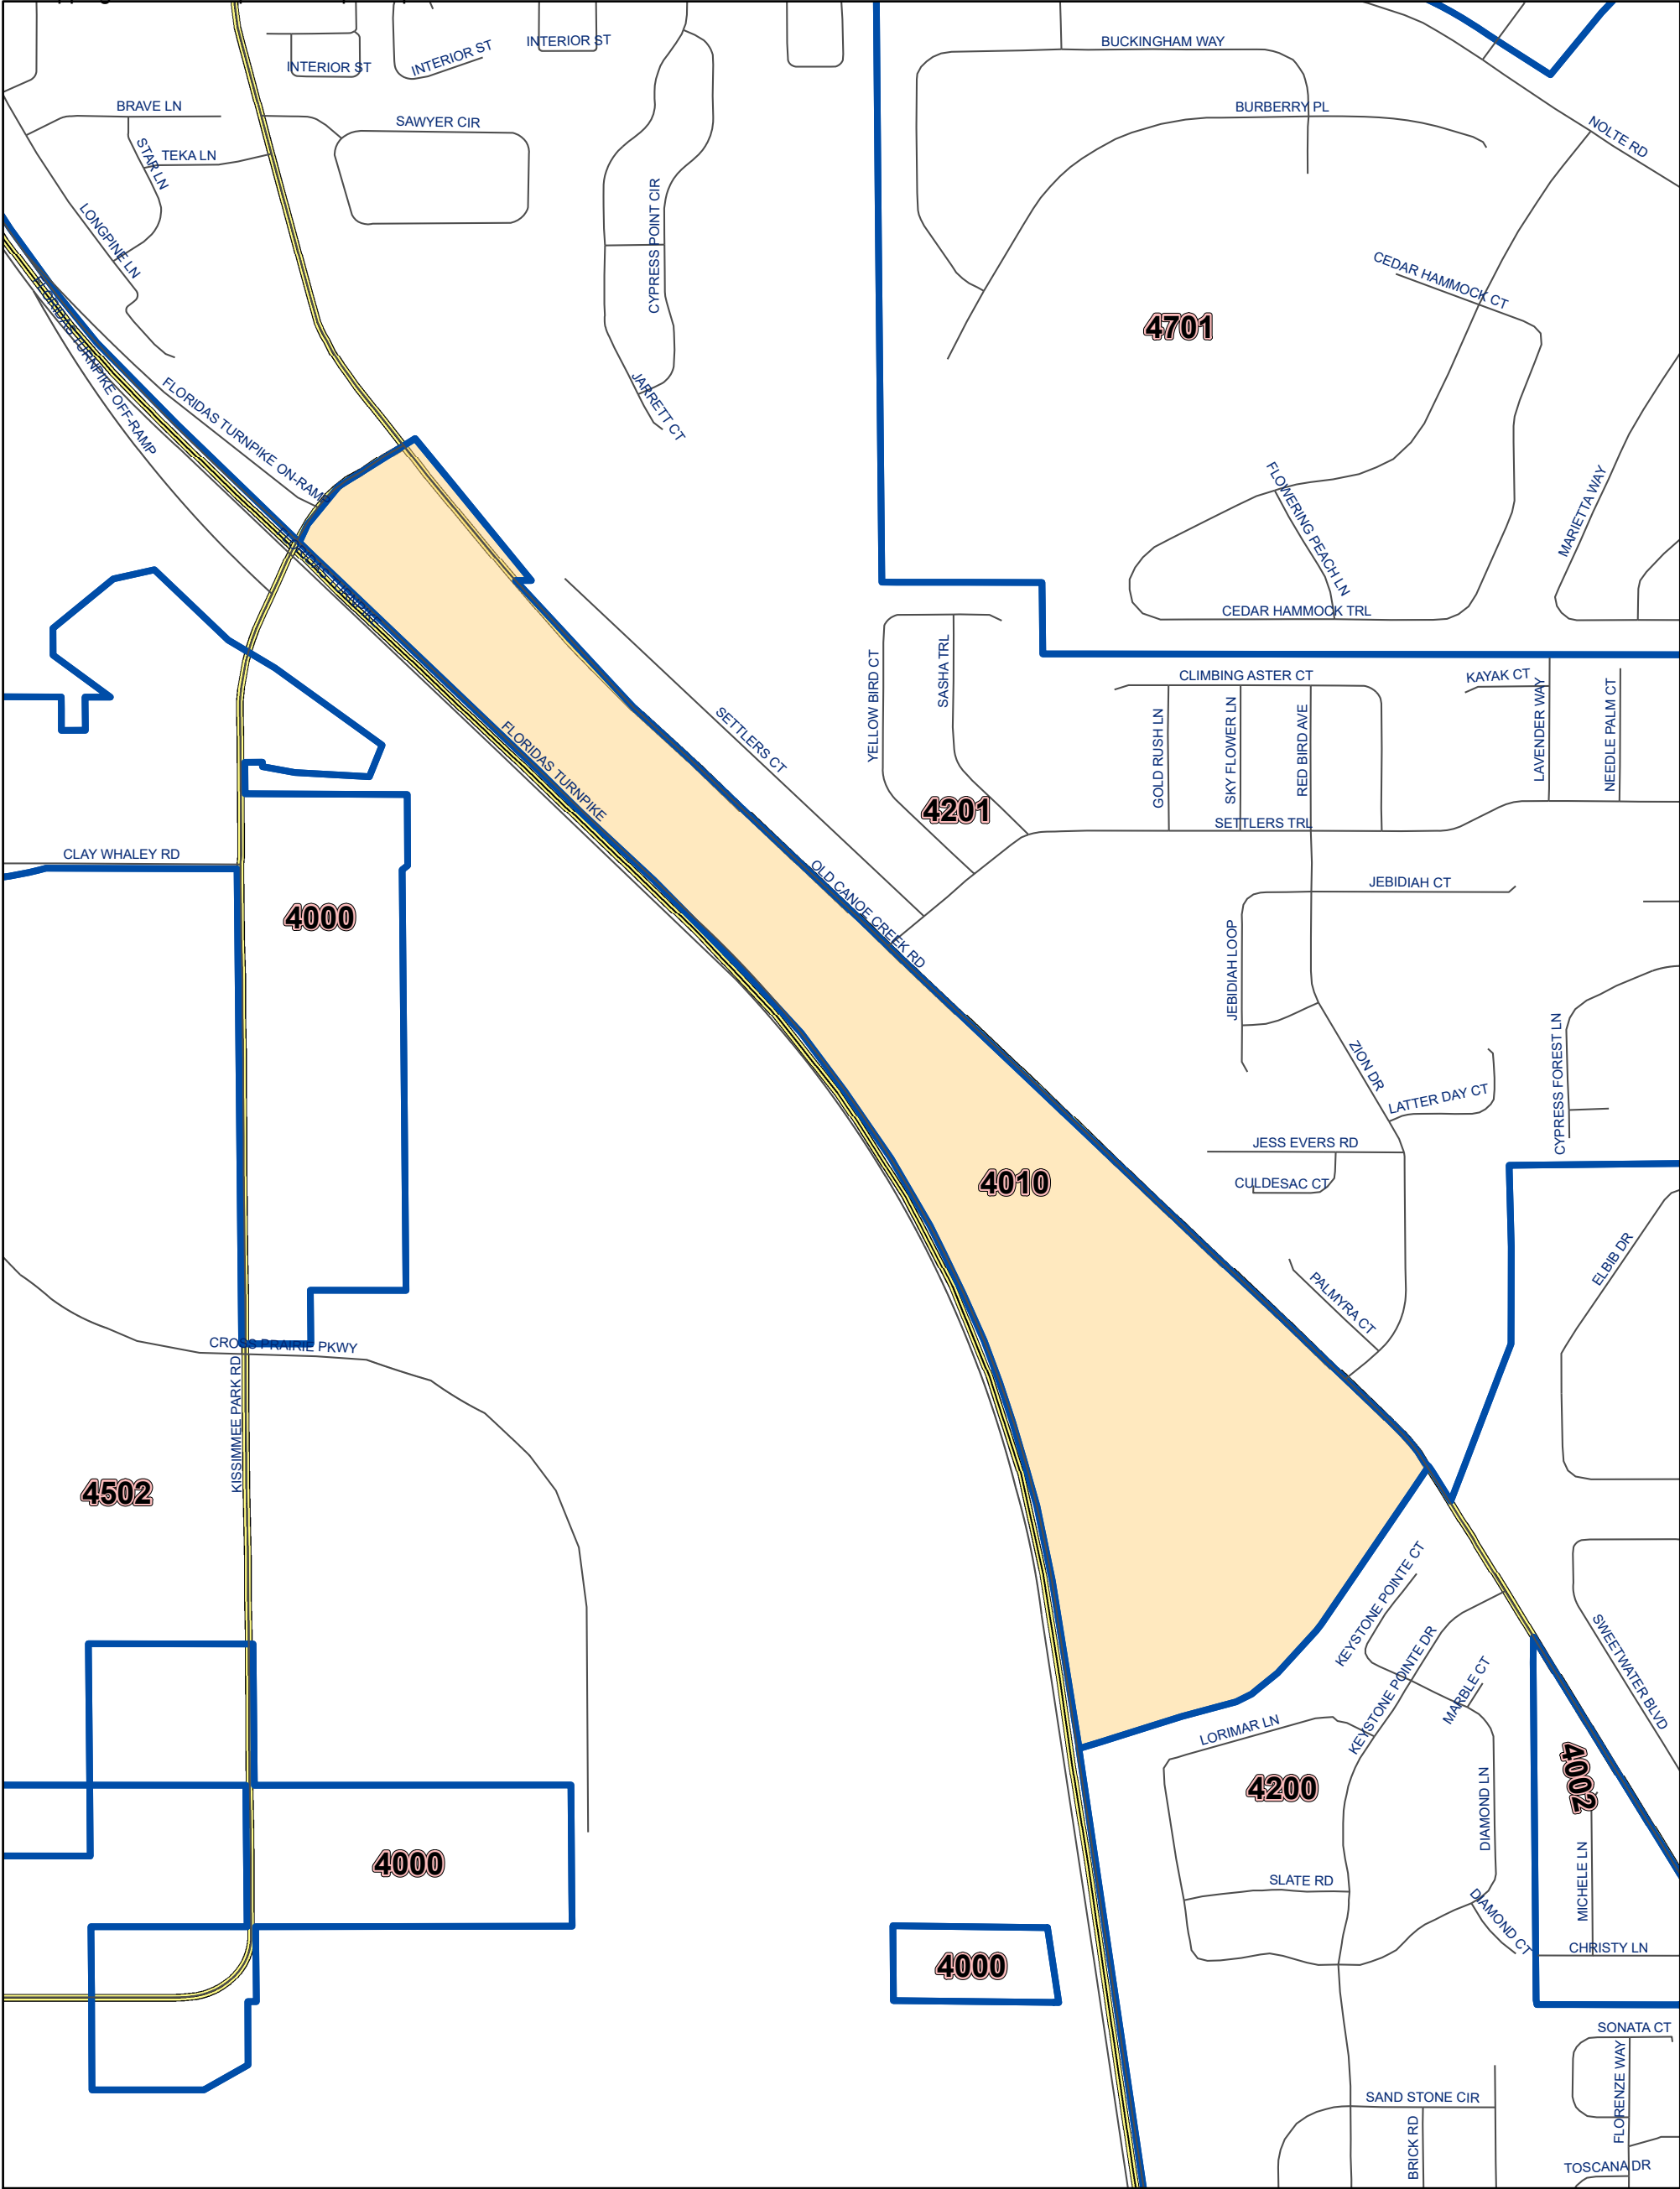 INTERIOR ST
INTERIOR ST
INTERIOR ST
BUCKINGHAM WAY
BRAVE LN
SAWYER CIR
BURBERRY PL
NOLTE RD
STAR LN
TEKA LN
LONGPINE LN
CYPRESS POINT CIR
CEDAR HAMMOCK CT
4701
FLORIDAS TURNPIKE
FLORIDAS TURNPIKE OFF-RAMP
FLORIDAS TURNPIKE ON-RAMP
JARRETT CT
FLOWERING PEACH LN
MARIETTA WAY
FLORIDAS TURNPIKE
CEDAR HAMMOCK TRL
YELLOW BIRD CT
SASHA TRL
CLIMBING ASTER CT
KAYAK CT
LAVENDER WAY
NEEDLE PALM CT
GOLD RUSH LN
SKY FLOWER LN
RED BIRD AVE
SETTLERS CT
FLORIDAS TURNPIKE
4201
SETTLERS TRL
CLAY WHALEY RD
OLD CANOE CREEK RD
JEBIDIAH CT
4000
JEBIDIAH LOOP
ZION DR
LATTER DAY CT
CYPRESS FOREST LN
JESS EVERS RD
CULDESAC CT
4010
ELBIB DR
PALMYRA CT
CROSS PRAIRIE PKWY
KISSIMMEE PARK RD
4502
KEYSTONE POINTE CT
KEYSTONE POINTE DR
MARBLE CT
SWEETWATER BLVD
LORIMAR LN
4200
4002
DIAMOND LN
4000
SLATE RD
MICHELE LN
DIAMOND CT
CHRISTY LN
4000
SONATA CT
FLORENZE WAY
SAND STONE CIR
BRICK RD
TOSCANA DR